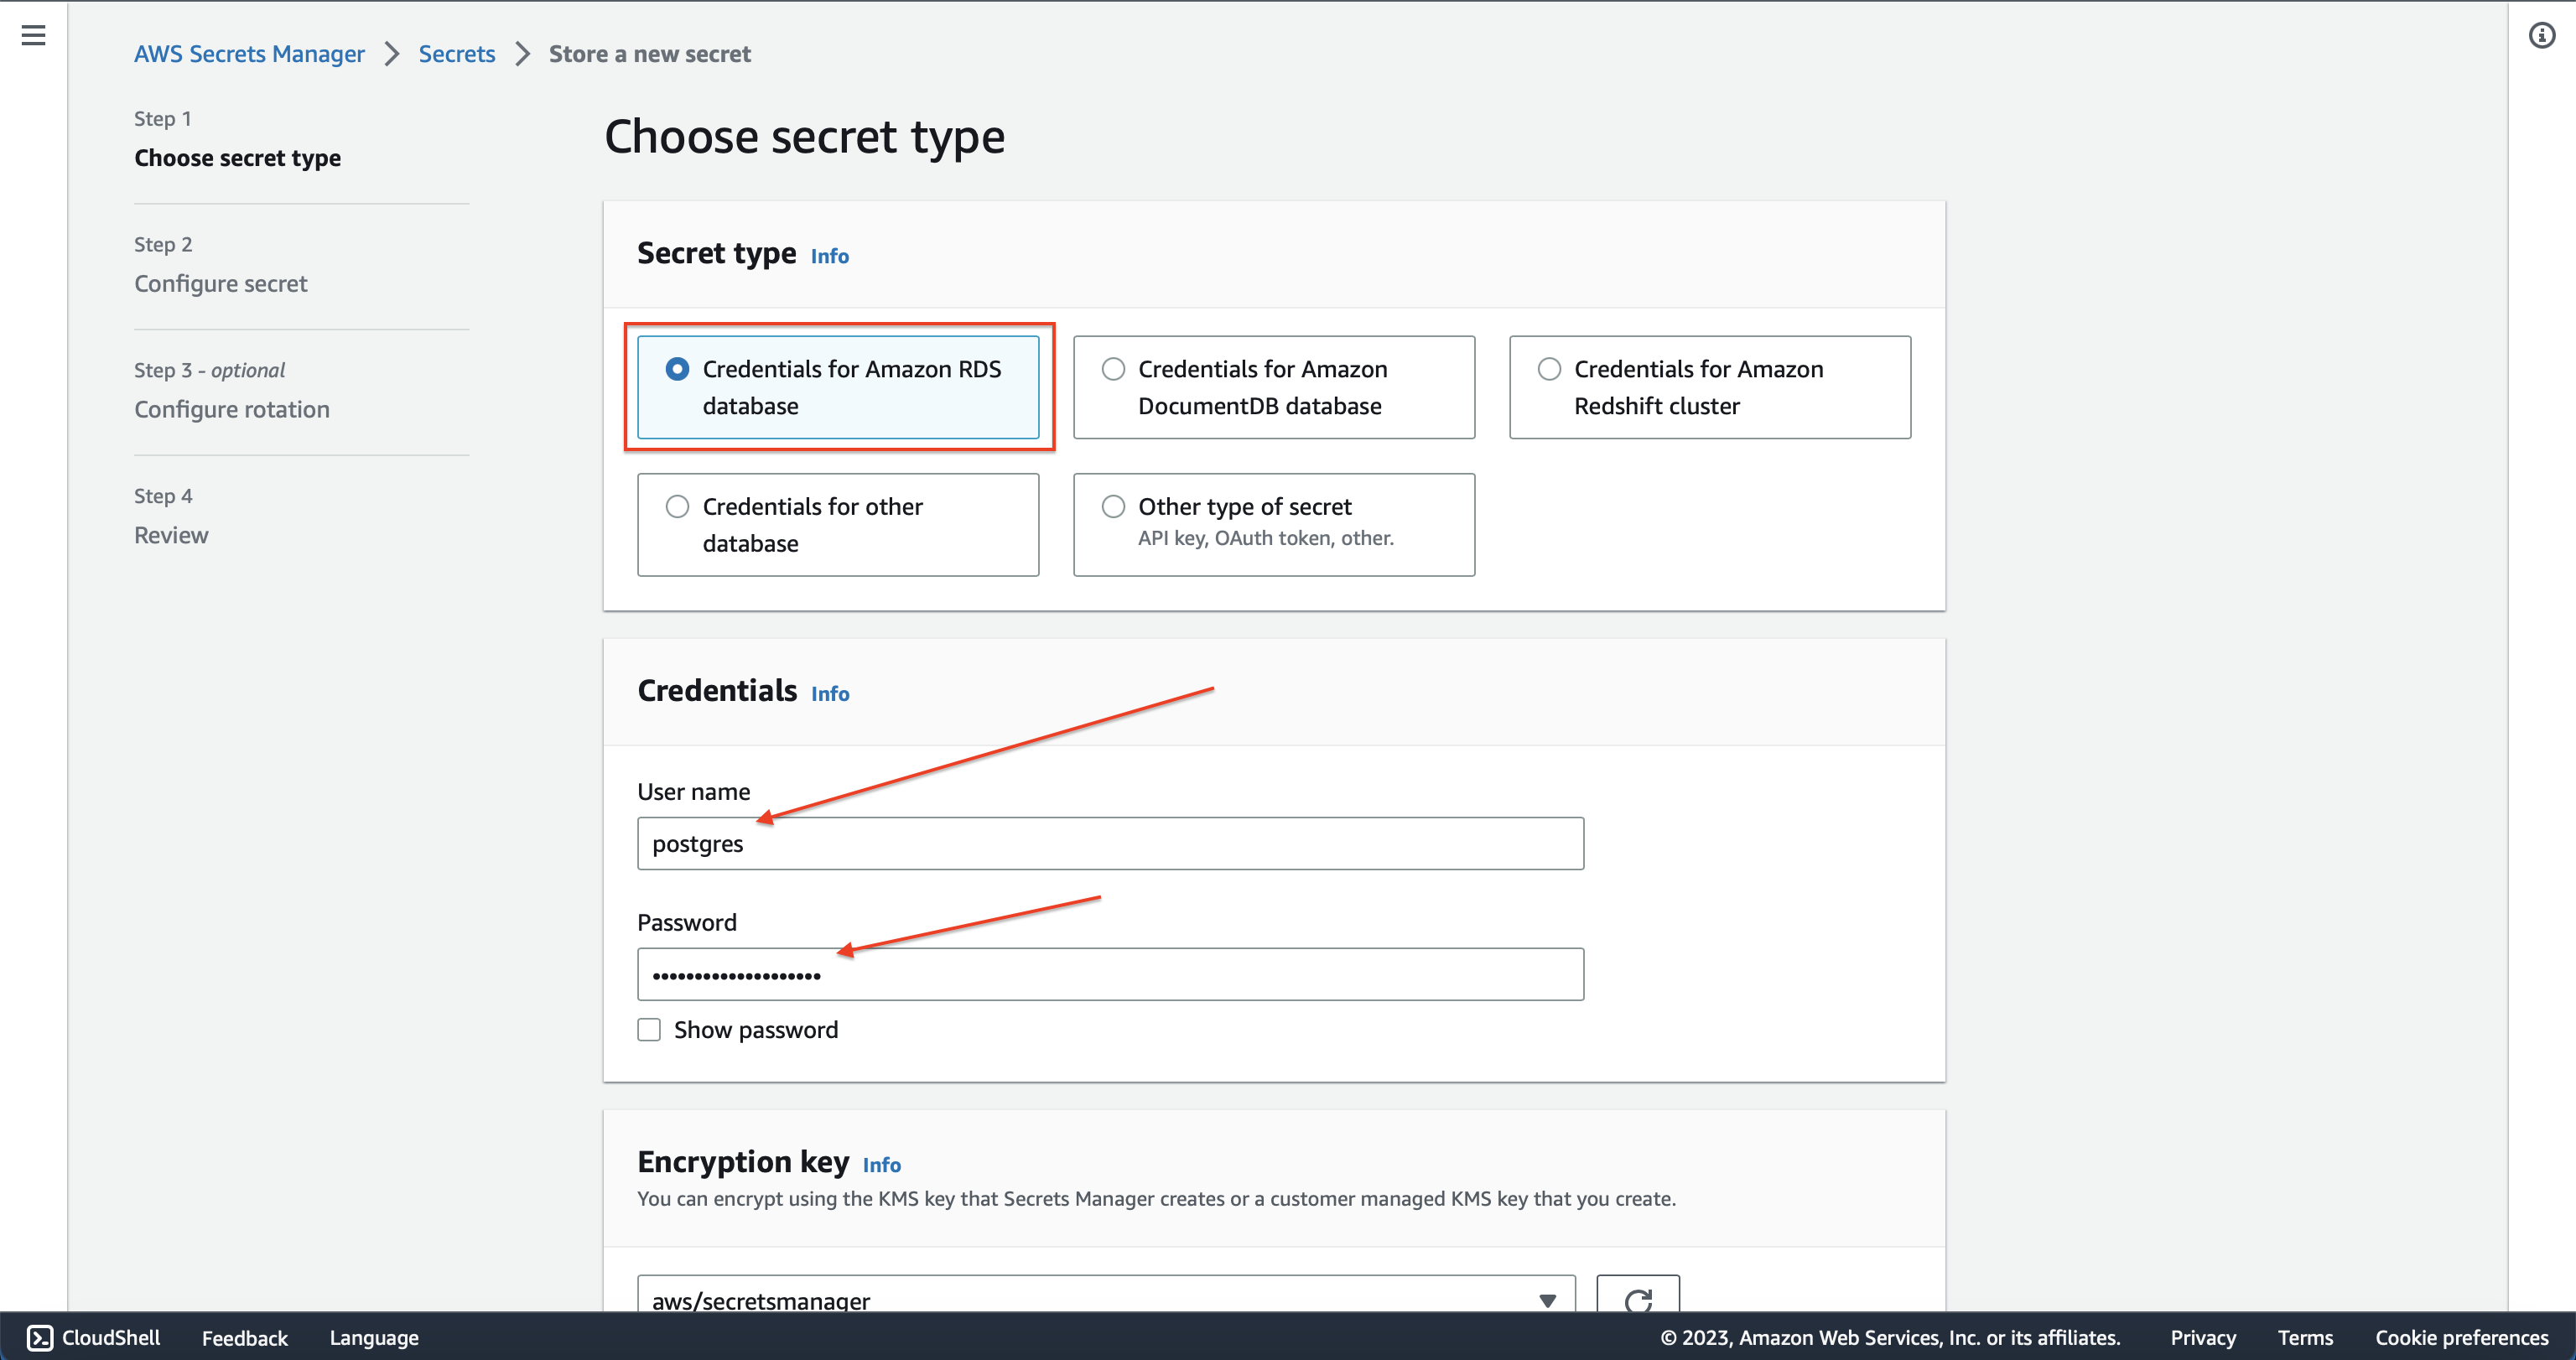 AWS Secrets Manager > Secrets > Store a new secret
Step 1
Choose secret type
Step 2
Configure secret
Step 3 - optional
Configure rotation
Step 4
Review
Choose secret type
Secret type Info
Credentials for Amazon RDS
database
Credentials for Amazon
DocumentDB database
Credentials for Amazon
Redshift cluster
Credentials for other
database
Other type of secret
API key, OAuth token, other.
Credentials Info
User name
postgres
Password
••••••••••••••••••••
Show password
Encryption key Info
You can encrypt using the KMS key that Secrets Manager creates or a customer managed KMS key that you create.
aws/secretsmanager
CloudShell Feedback Language © 2023, Amazon Web Services, Inc. or its affiliates. Privacy Terms Cookie preferences